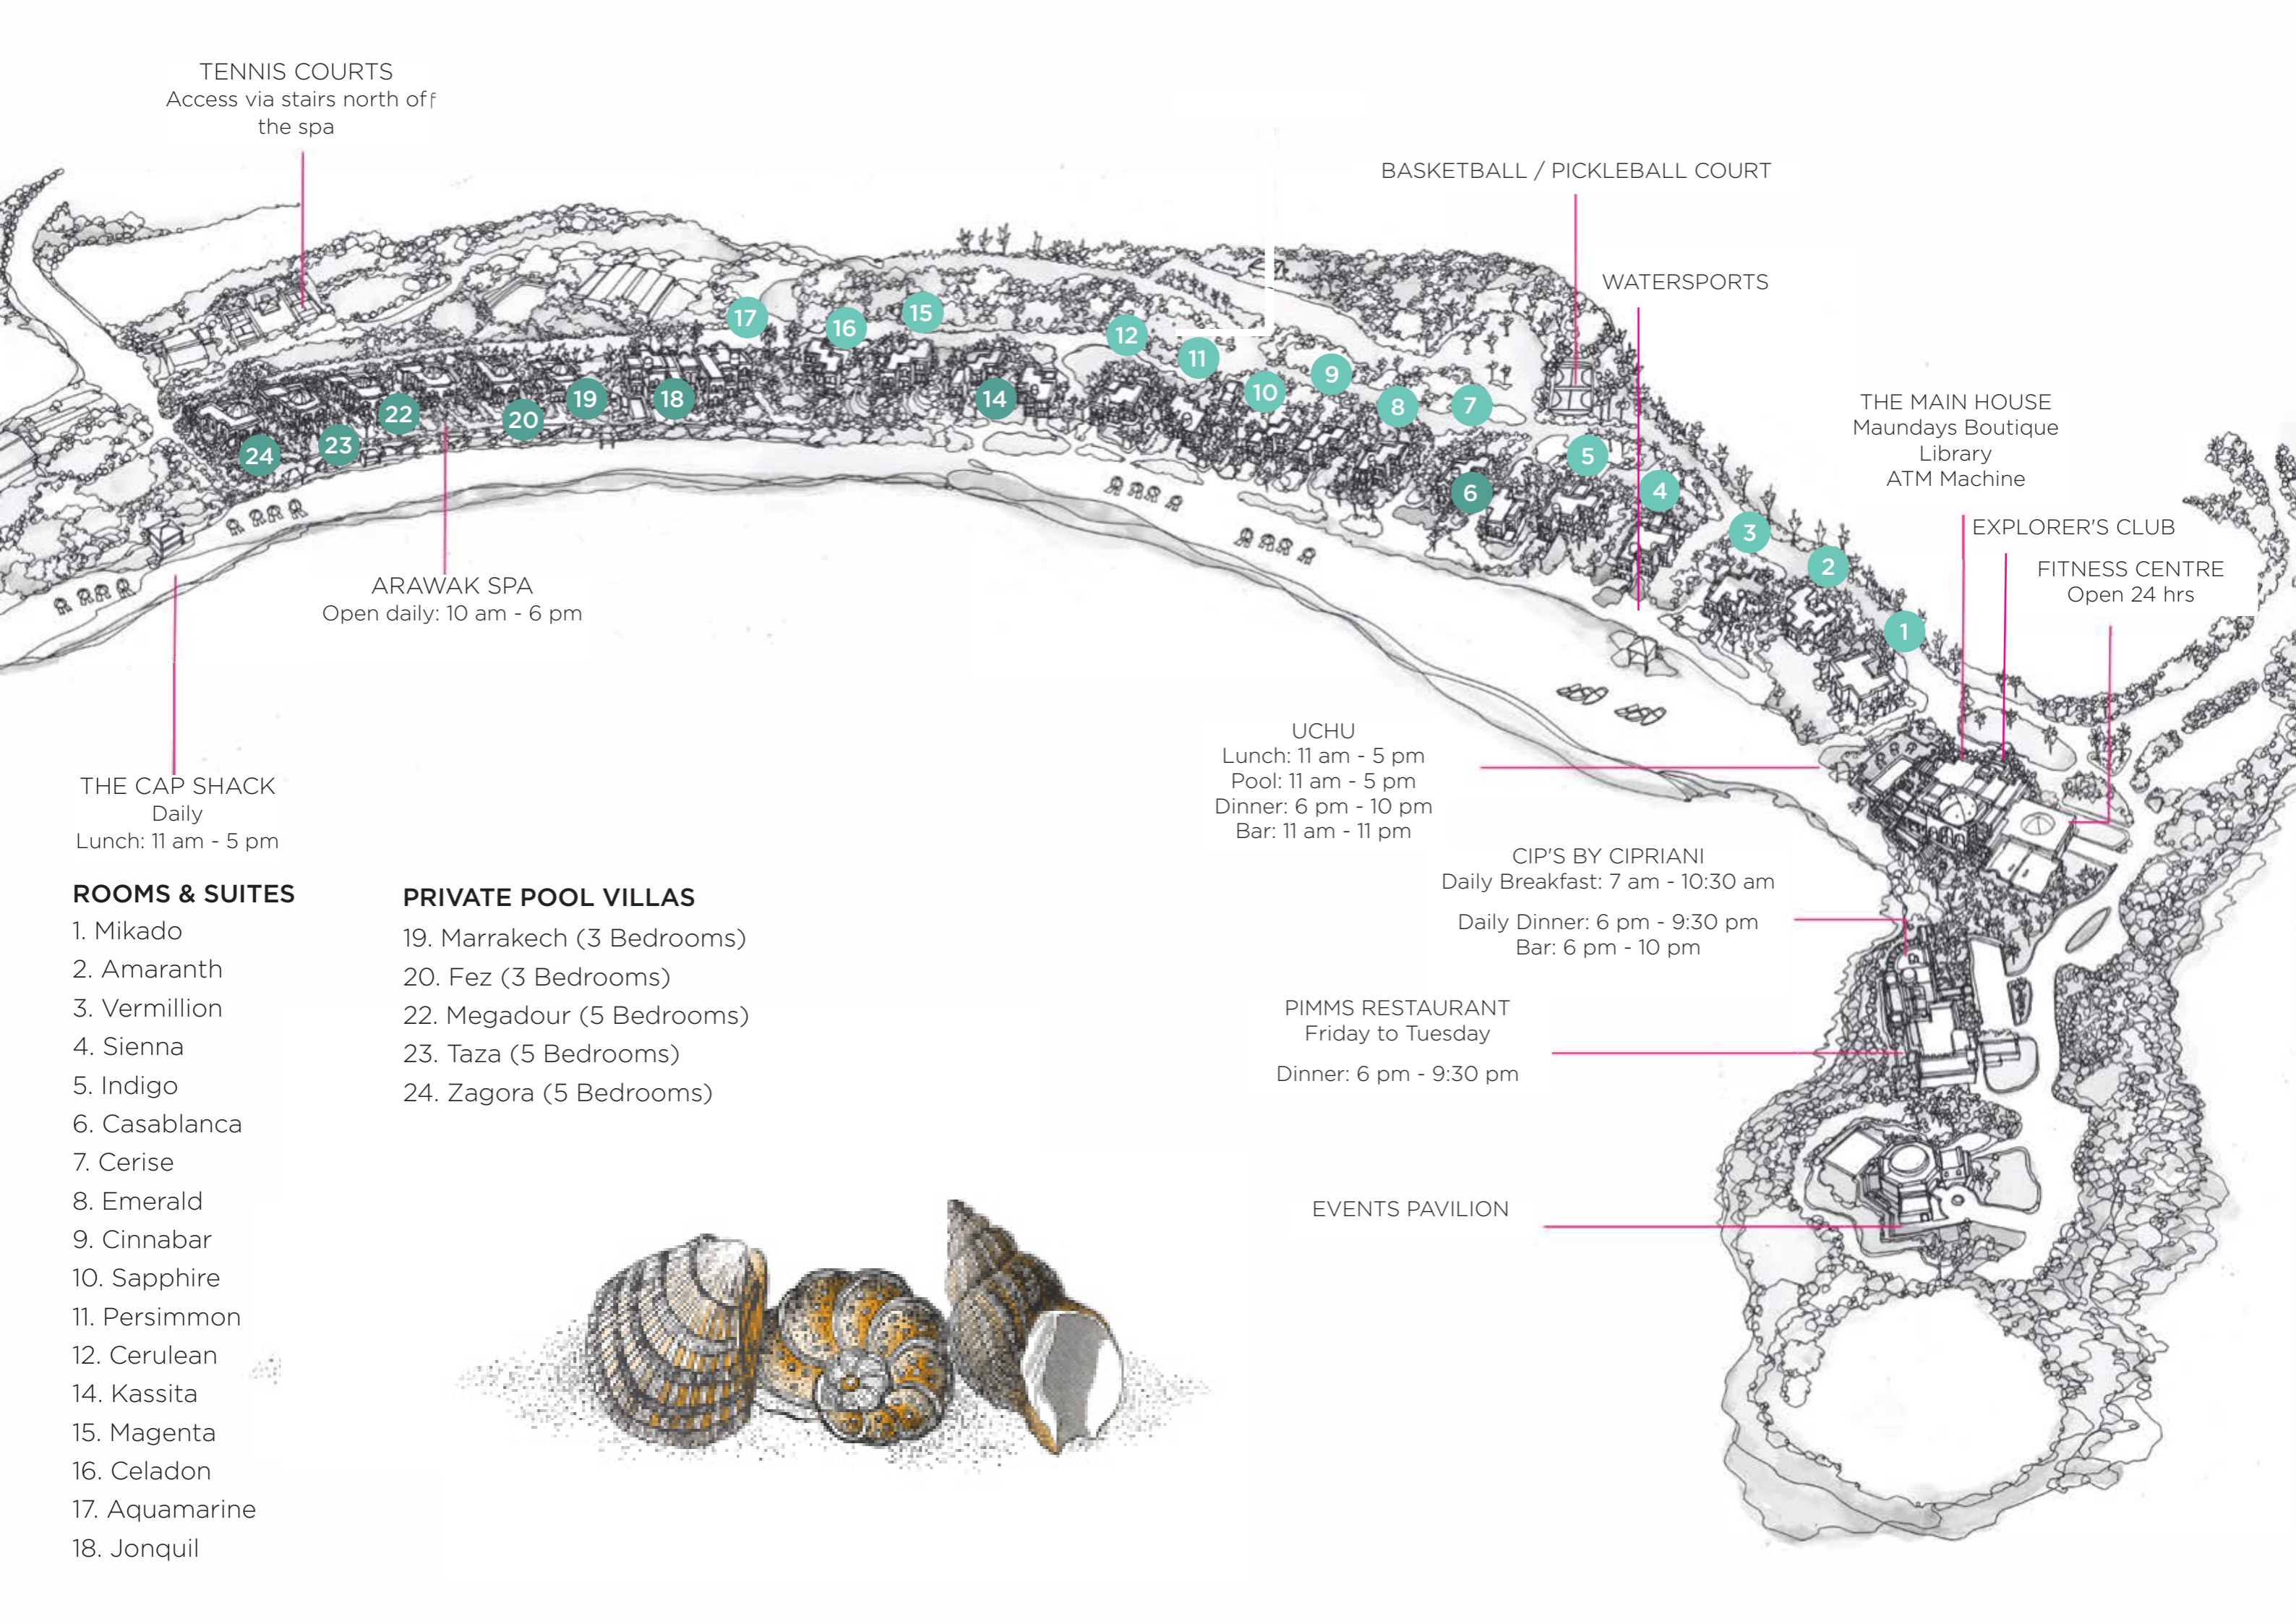 TENNIS COURTS
Access via stairs north off
the spa
BASKETBALL / PICKLEBALL COURT
WATERSPORTS
17
16
15
12
11
10
9
8
7
19
18
14
22
20
23
24
5
6
4
3
2
1
THE MAIN HOUSE
Maundays Boutique
Library
ATM Machine
EXPLORER'S CLUB
FITNESS CENTRE
Open 24 hrs
ARAWAK SPA
Open daily: 10 am - 6 pm
THE CAP SHACK
Daily
Lunch: 11 am - 5 pm
UCHU
Lunch: 11 am - 5 pm
Pool: 11 am - 5 pm
Dinner: 6 pm - 10 pm
Bar: 11 am - 11 pm
CIP'S BY CIPRIANI
Daily Breakfast: 7 am - 10:30 am
Daily Dinner: 6 pm - 9:30 pm
Bar: 6 pm - 10 pm
PIMMS RESTAURANT
Friday to Tuesday
Dinner: 6 pm - 9:30 pm
EVENTS PAVILION
ROOMS & SUITES
1. Mikado
2. Amaranth
3. Vermillion
4. Sienna
5. Indigo
6. Casablanca
7. Cerise
8. Emerald
9. Cinnabar
10. Sapphire
11. Persimmon
12. Cerulean
14. Kassita
15. Magenta
16. Celadon
17. Aquamarine
18. Jonquil
PRIVATE POOL VILLAS
19. Marrakech (3 Bedrooms)
20. Fez (3 Bedrooms)
22. Megadour (5 Bedrooms)
23. Taza (5 Bedrooms)
24. Zagora (5 Bedrooms)